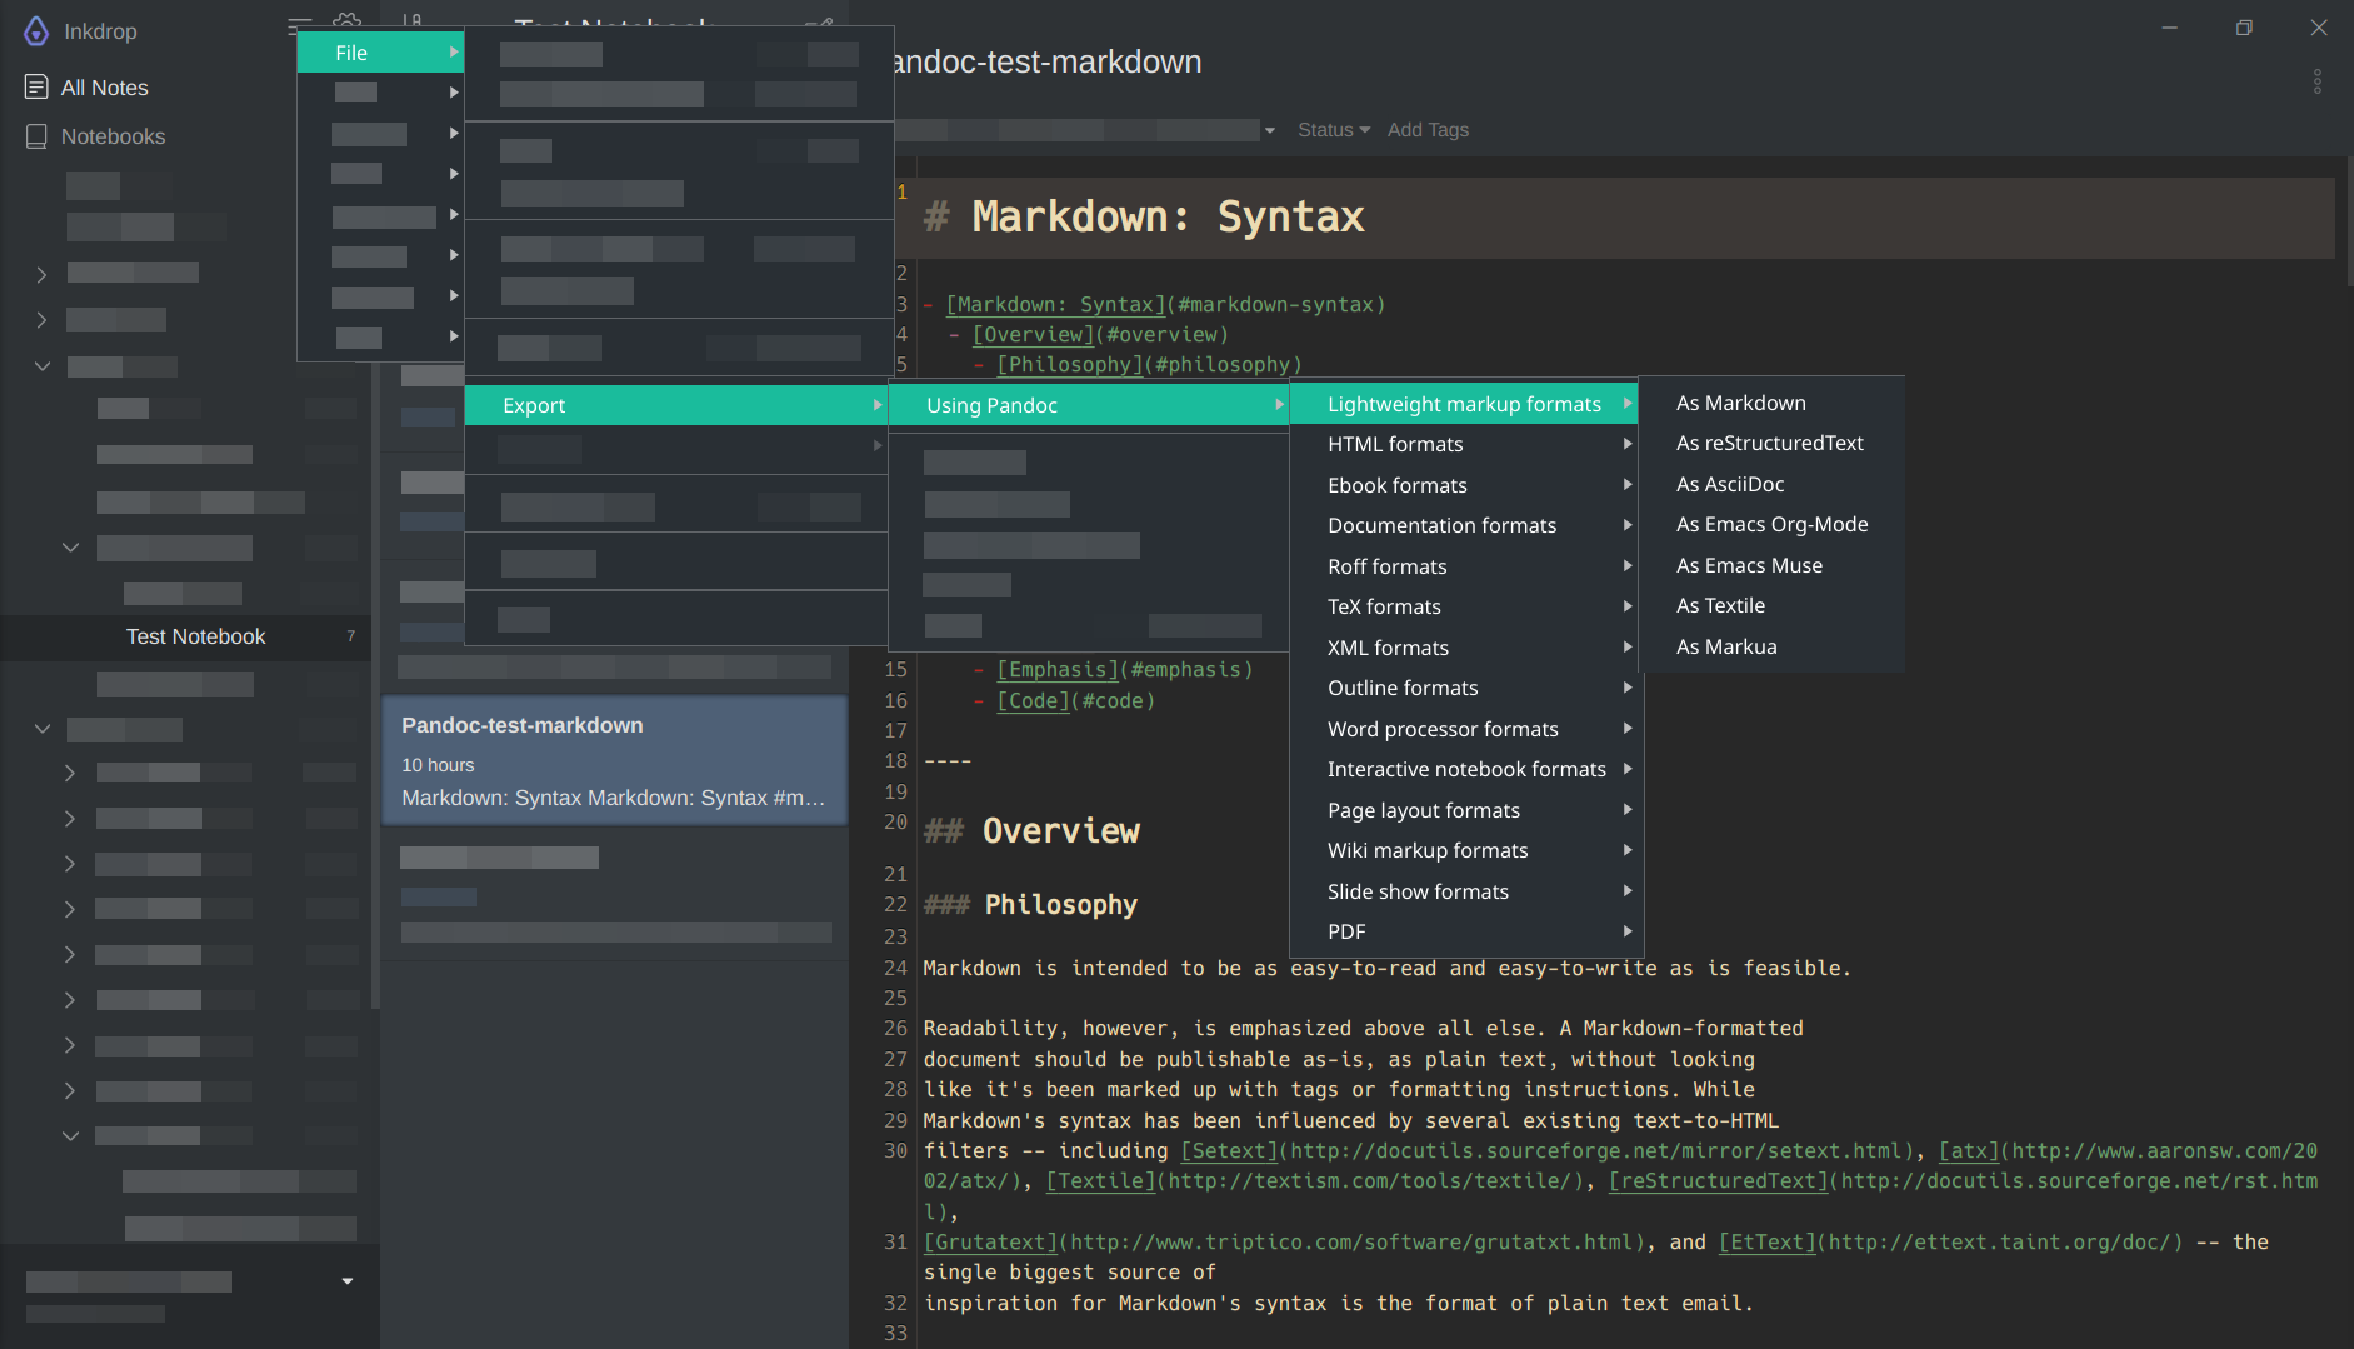 Inkdrop
All Notes
Notebooks
Test Notebook 7
File
Export
Using Pandoc
Lightweight markup formats
HTML formats
Ebook formats
Documentation formats
Roff formats
TeX formats
XML formats
Outline formats
Word processor formats
Interactive notebook formats
Page layout formats
Wiki markup formats
Slide show formats
PDF
As Markdown
As reStructuredText
As AsciiDoc
As Emacs Org-Mode
As Emacs Muse
As Textile
As Markua
Test Notebook
Pandoc-test-markdown
10 hours
Markdown: Syntax Markdown: Syntax #m...
andoc-test-markdown
Status Add Tags
1 # Markdown: Syntax
2
3 - [Markdown: Syntax](#markdown-syntax)
4 - [Overview](#overview)
5 - [Philosophy](#philosophy)
15 - [Emphasis](#emphasis)
16 - [Code](#code)
17
18 ----
19
20 ## Overview
21
22 ### Philosophy
23
24 Markdown is intended to be as easy-to-read and easy-to-write as is feasible.
25
26 Readability, however, is emphasized above all else. A Markdown-formatted
27 document should be publishable as-is, as plain text, without looking
28 like it's been marked up with tags or formatting instructions. While
29 Markdown's syntax has been influenced by several existing text-to-HTML
30 filters -- including [Setext](http://docutils.sourceforge.net/mirror/setext.html), [atx](http://www.aaronsw.com/20
02/atx/), [Textile](http://textism.com/tools/textile/), [reStructuredText](http://docutils.sourceforge.net/rst.htm
l),
31 [Grutatext](http://www.triptico.com/software/grutatxt.html), and [EtText](http://ettext.taint.org/doc/) -- the
single biggest source of
32 inspiration for Markdown's syntax is the format of plain text email.
33